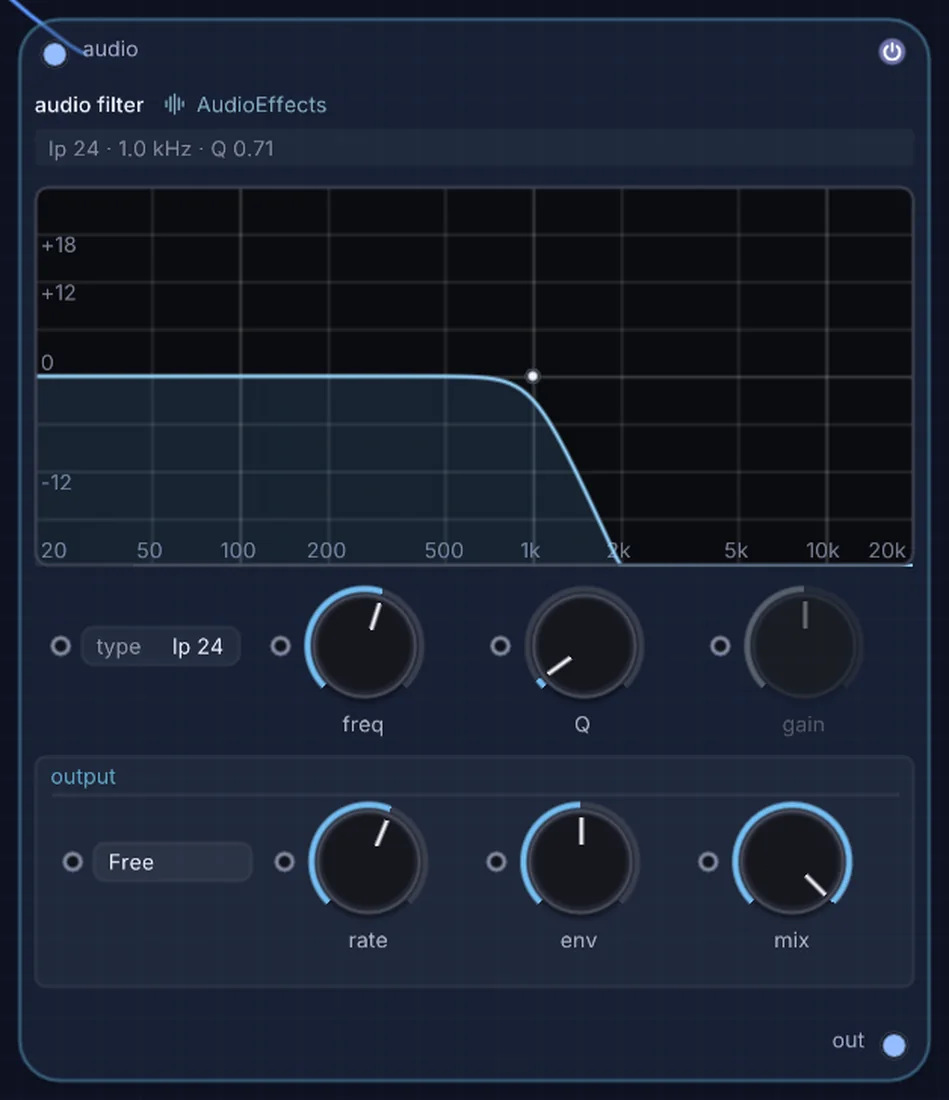 audio
audio filter AudioEffects
lp 24 · 1.0 kHz · Q 0.71
+18
+12
0
-12
20 50 100 200 500 1k 2k 5k 10k 20k
type lp 24
freq Q gain
output
Free
rate env mix
out